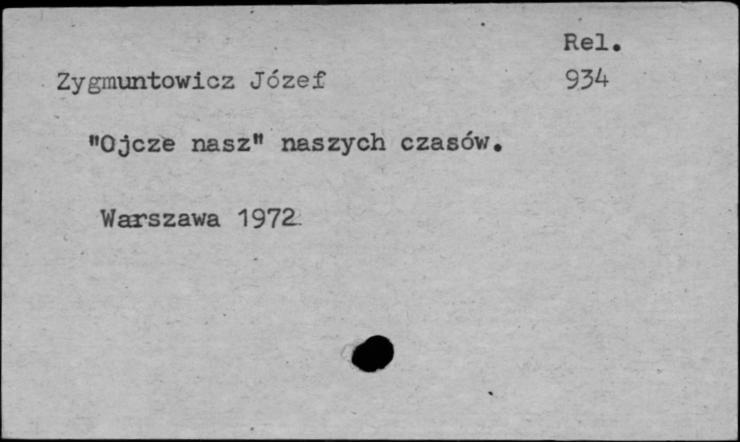 Rel.
Zygmuntowicz Józef 934
"Ojcze nasz" naszych czasów.
Warszawa 1972